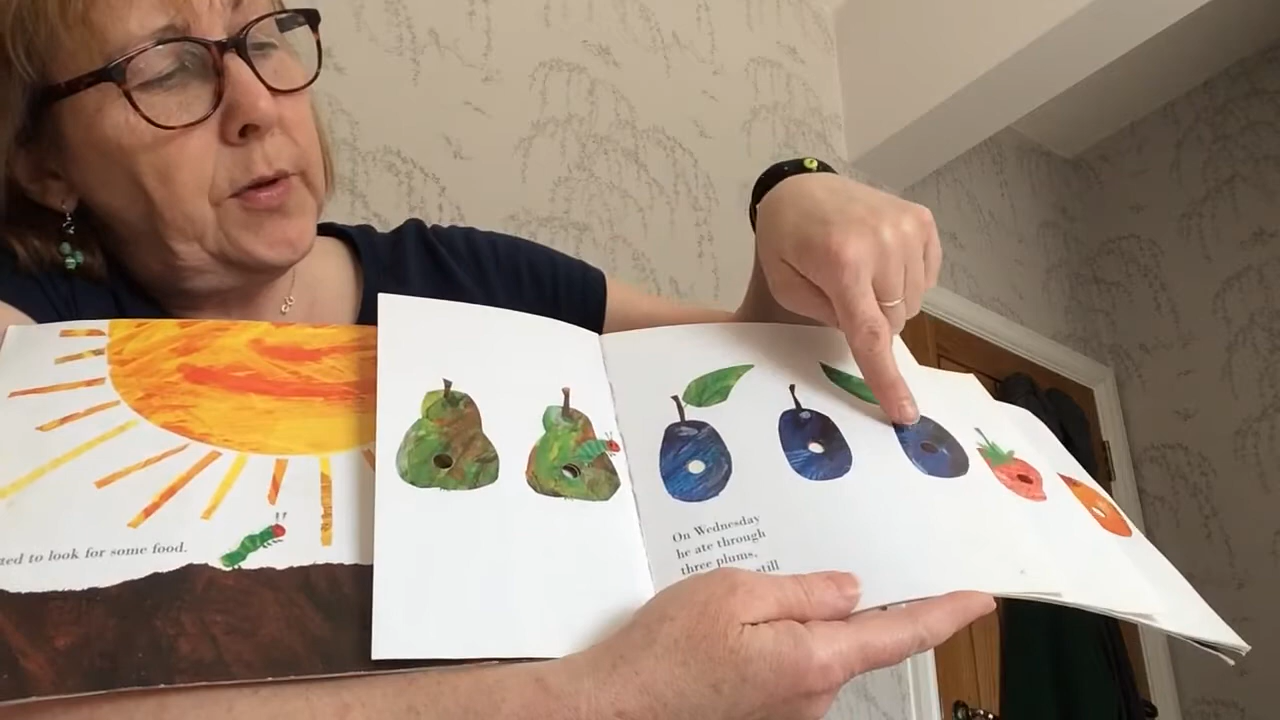 ted to look for some food.
On Wednesday
he ate through
three plums,
still